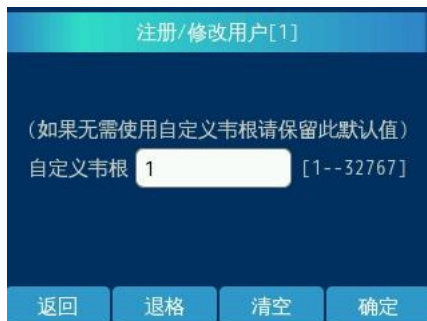 注册/修改用户[1]
(如果无需使用自定义韦根请保留此默认值)
自定义韦根 1 [1--32767]
返回 退格 清空 确定